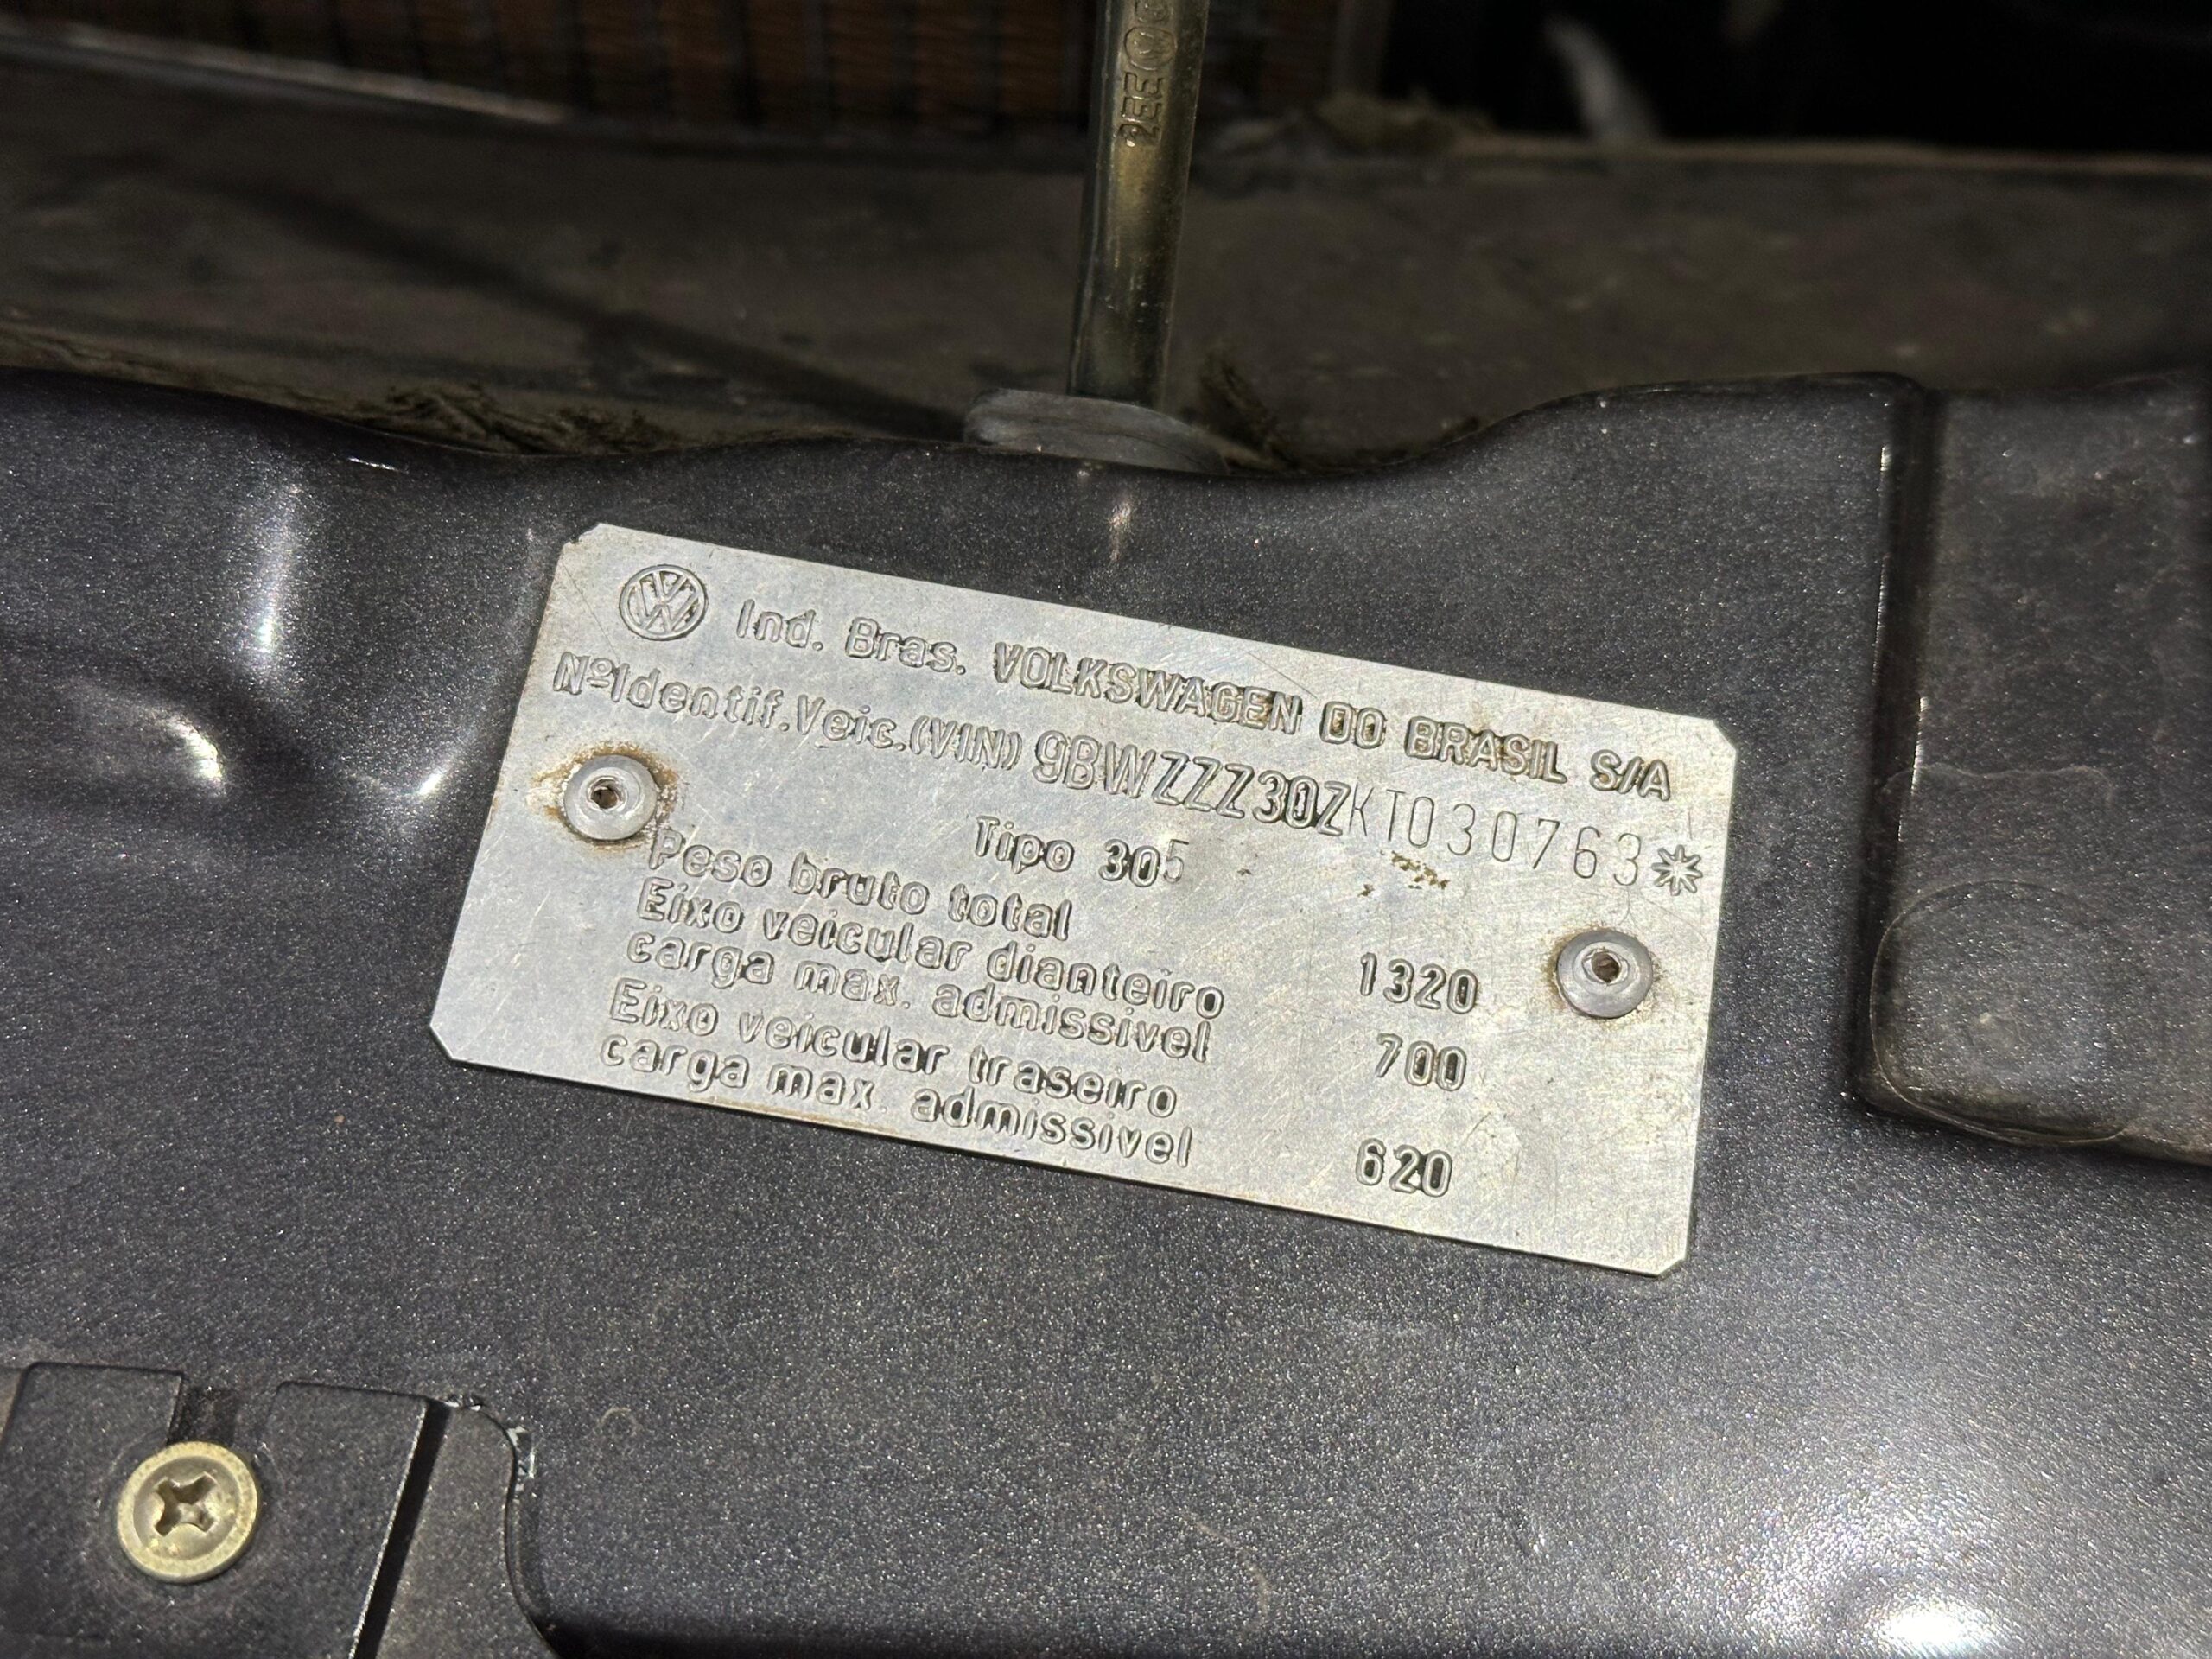 Ind. Bras. VOLKSWAGEN DO BRASIL S/A
Nº Identif. Veic. (VIN) 9BWZZZ30ZKT030763*
Tipo 305
Peso bruto total 1320
Eixo veicular dianteiro
carga max. admissivel 700
Eixo veicular traseiro
carga max. admissivel 620